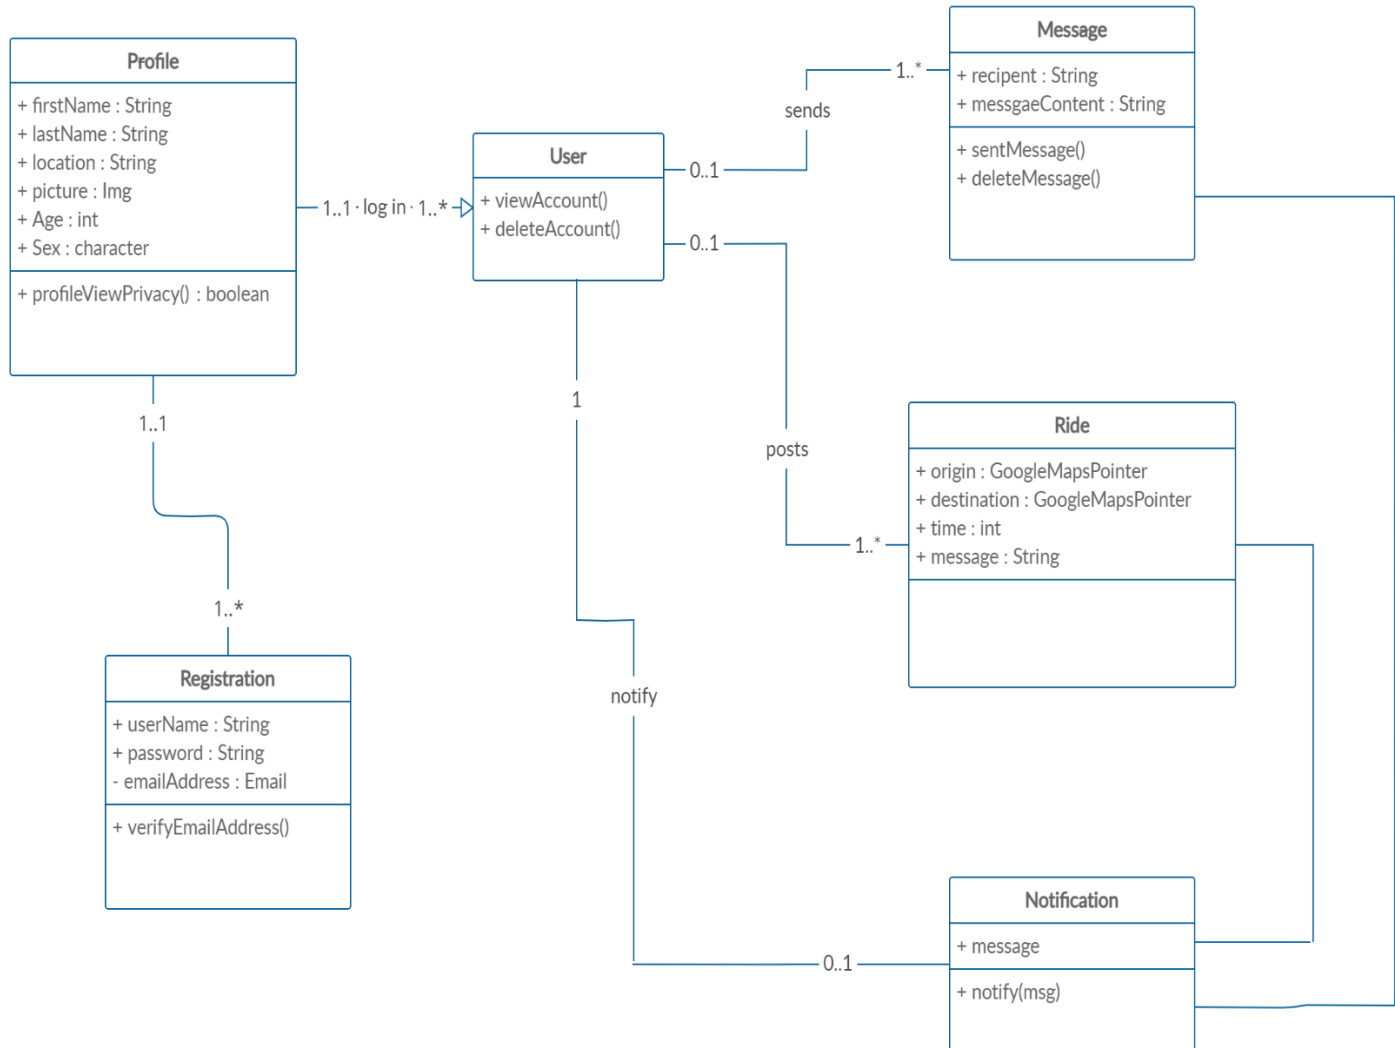 Profile
+ firstName : String
+ lastName : String
+ location : String
+ picture : Img
+ Age : int
+ Sex : character
+ profileViewPrivacy() : boolean
1..1 log in 1..*
User
+ viewAccount()
+ deleteAccount()
0..1
sends
1..*
Message
+ recipent : String
+ messgaeContent : String
+ sentMessage()
+ deleteMessage()
0..1
posts
1..*
Ride
+ origin : GoogleMapsPointer
+ destination : GoogleMapsPointer
+ time : int
+ message : String
1..1
1..*
Registration
+ userName : String
+ password : String
- emailAddress : Email
+ verifyEmailAddress()
1
notify
0..1
Notification
+ message
+ notify(msg)